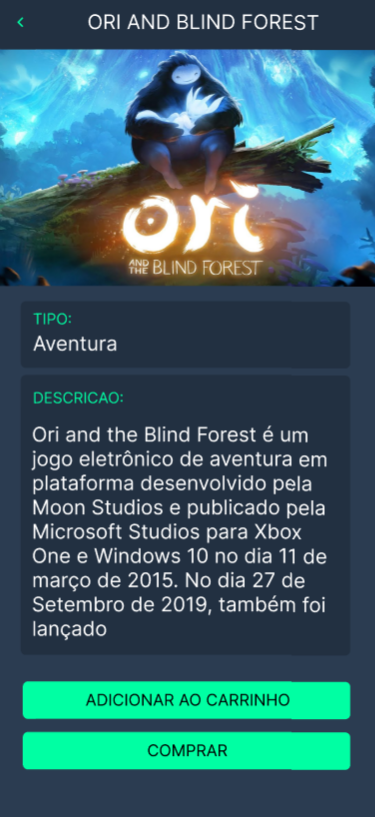 ORI AND BLIND FOREST
ori
AND THE BLIND FOREST
TIPO:
Aventura
DESCRICAO:
Ori and the Blind Forest é um
jogo eletrônico de aventura em
plataforma desenvolvido pela
Moon Studios e publicado pela
Microsoft Studios para Xbox
One e Windows 10 no dia 11 de
março de 2015. No dia 27 de
Setembro de 2019, também foi
lançado
ADICIONAR AO CARRINHO
COMPRAR